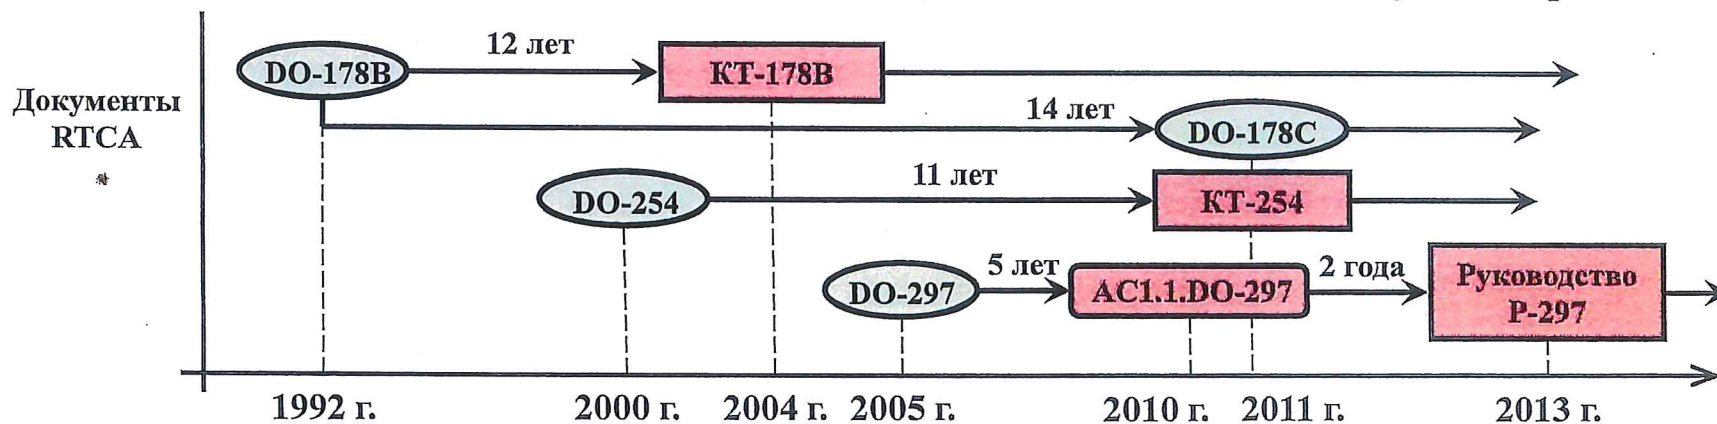 12 лет
DO-178B
КТ-178В
Документы
RTCA
*
14 лет
DO-178C
11 лет
DO-254
КТ-254
5 лет
2 года
DO-297
АС1.1.DO-297
Руководство
Р-297
1992 г.
2000 г.
2004 г.
2005 г.
2010 г.
2011 г.
2013 г.